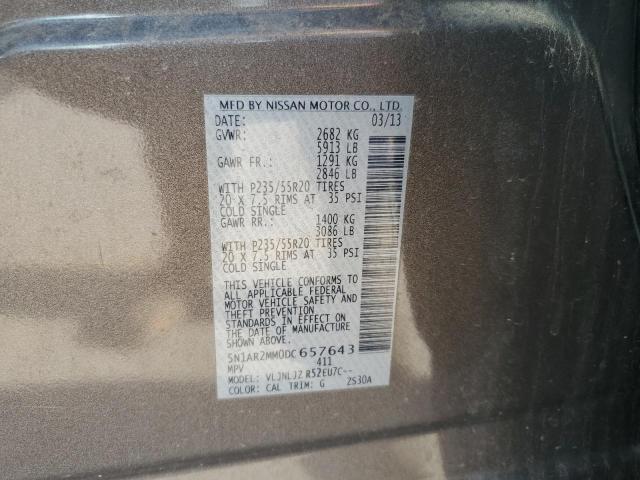 MFD BY NISSAN MOTOR CO., LTD.
DATE: 03/13
GVWR: 2682 KG
5913 LB
GAWR FR.: 1291 KG
2846 LB
WITH P235/55R20 TIRES
20 X 7.5 RIMS AT 35 PSI
COLD SINGLE
GAWR RR.: 1400 KG
3086 LB
WITH P235/55R20 TIRES
20 X 7.5 RIMS AT 35 PSI
COLD SINGLE
THIS VEHICLE CONFORMS TO
ALL APPLICABLE FEDERAL
MOTOR VEHICLE SAFETY AND
THEFT PREVENTION
STANDARDS IN EFFECT ON
THE DATE OF MANUFACTURE
SHOWN ABOVE.
5N1AR2MM0DC657643
MPV 411
MODEL: VLJNLJZ R52EU7C--
COLOR: CAL TRIM: G 2S30A